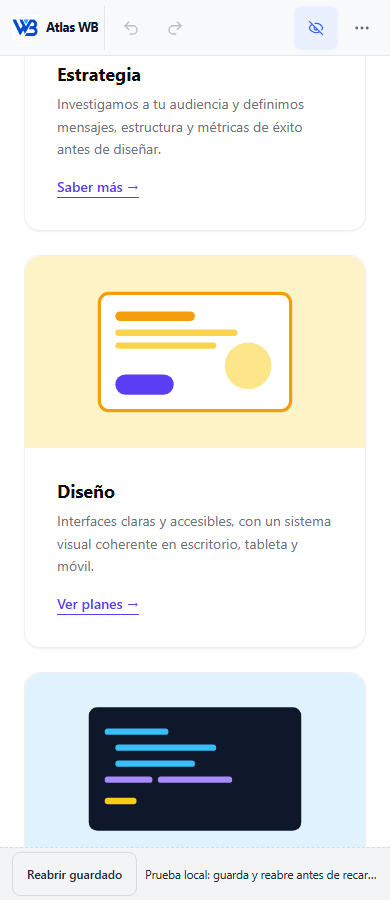 WB Atlas WB
Estrategia
Investigamos a tu audiencia y definimos
mensajes, estructura y métricas de éxito
antes de diseñar.
Saber más →
Diseño
Interfaces claras y accesibles, con un sistema
visual coherente en escritorio, tableta y
móvil.
Ver planes →
Reabrir guardado
Prueba local: guarda y reabre antes de recar...